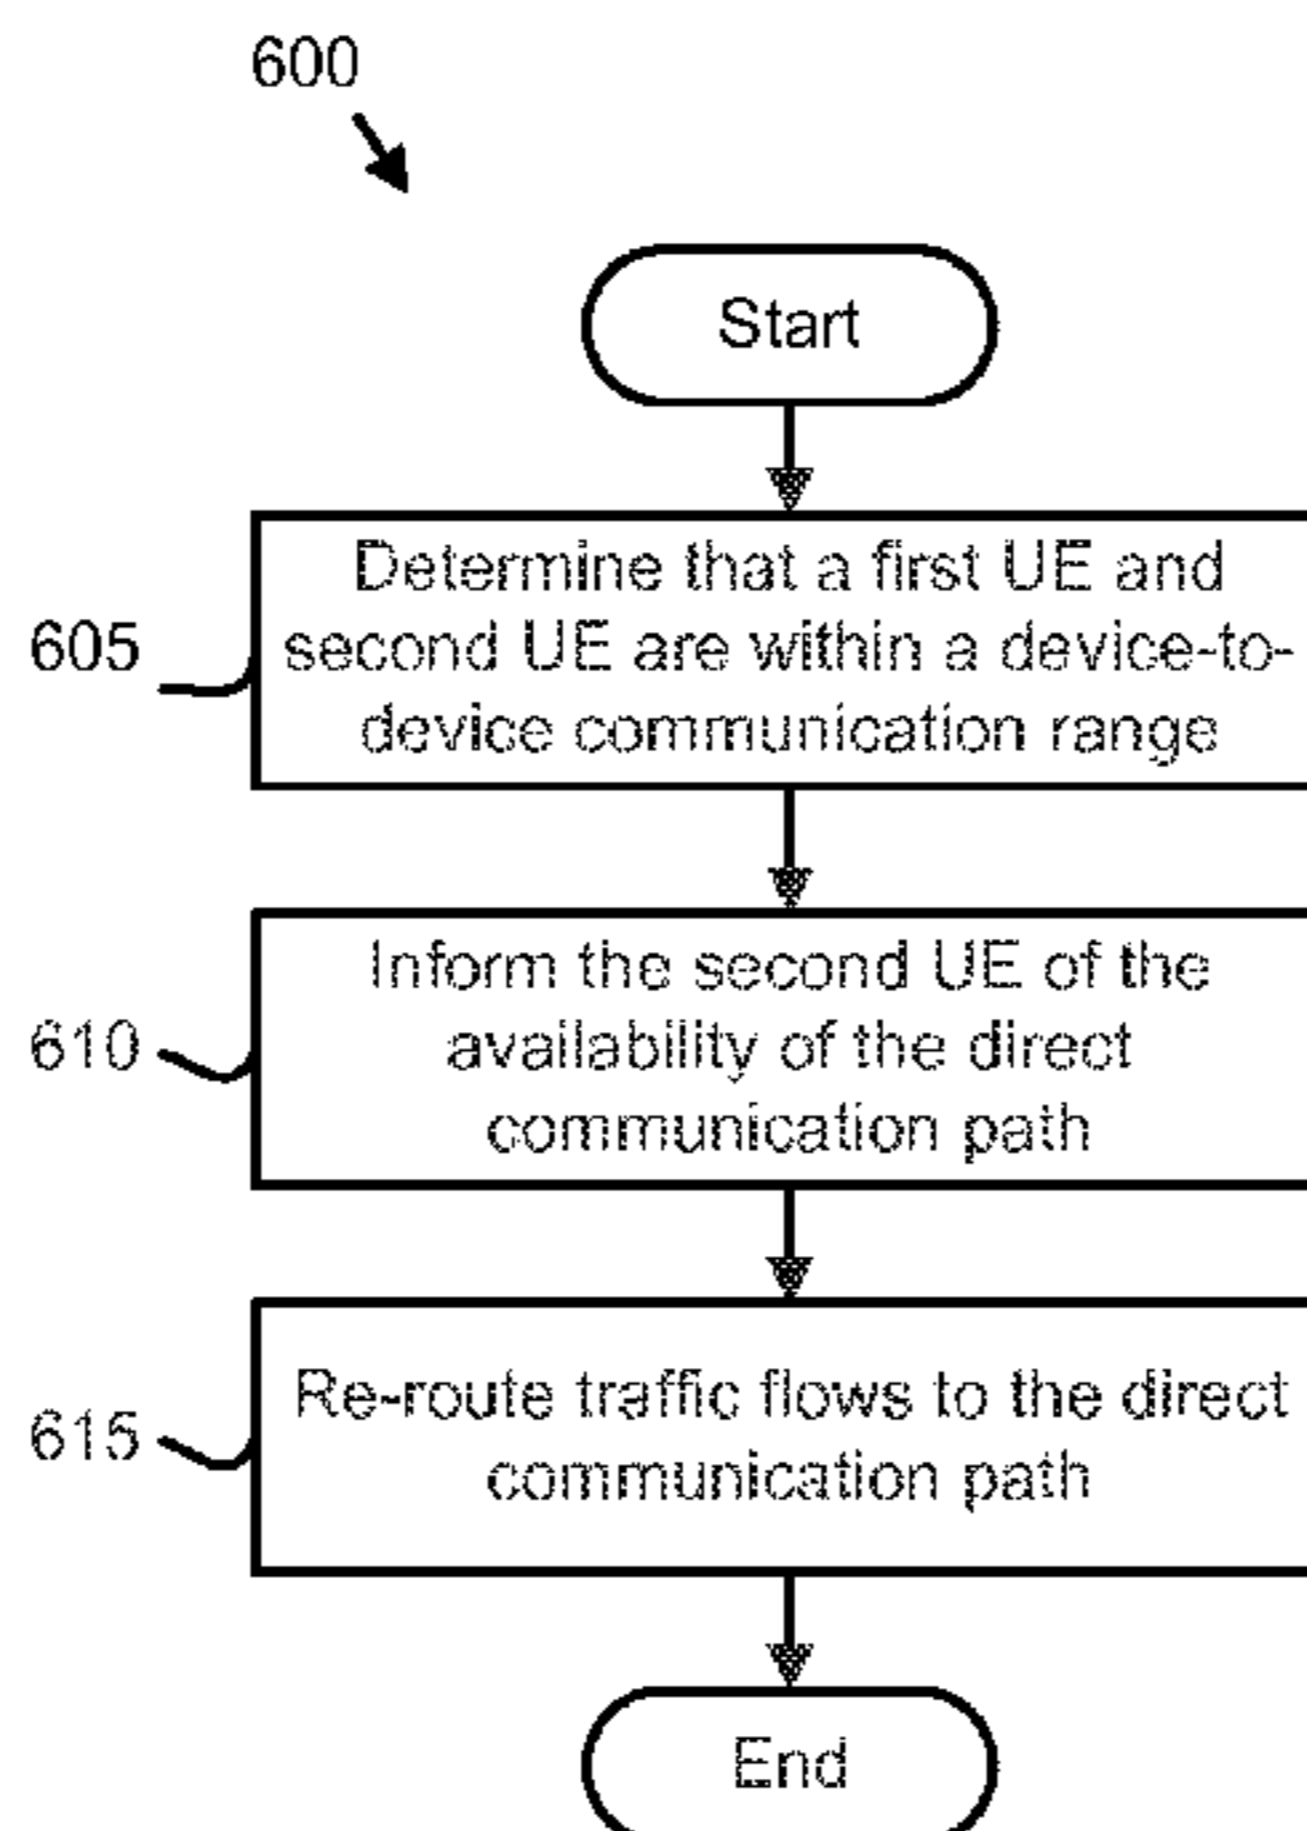 600
Start
605
Determine that a first UE and
second UE are within a device-to-
device communication range
610
Inform the second UE of the
availability of the direct
communication path
615
Re-route traffic flows to the direct
communication path
End